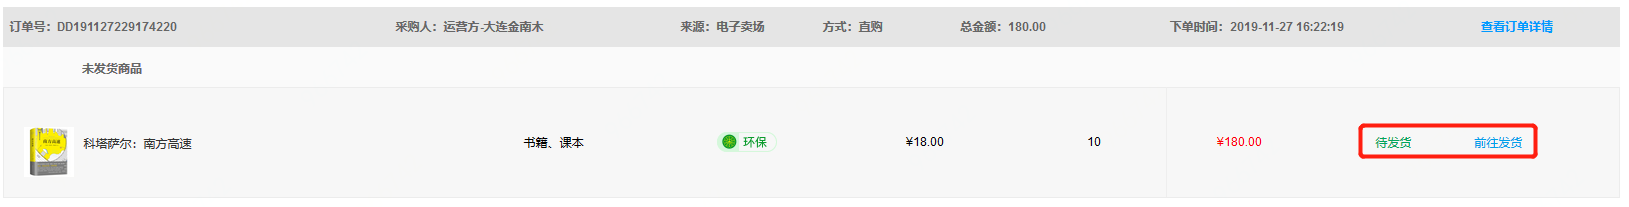 订单号：DD191127229174220 采购人：运营方-大连金南木 来源：电子卖场 方式：直购 总金额：180.00 下单时间：2019-11-27 16:22:19 查看订单详情
未发货商品
南方高速
科塔萨尔：南方高速 书籍、课本 环保 ¥18.00 10 ¥180.00 待发货 前往发货